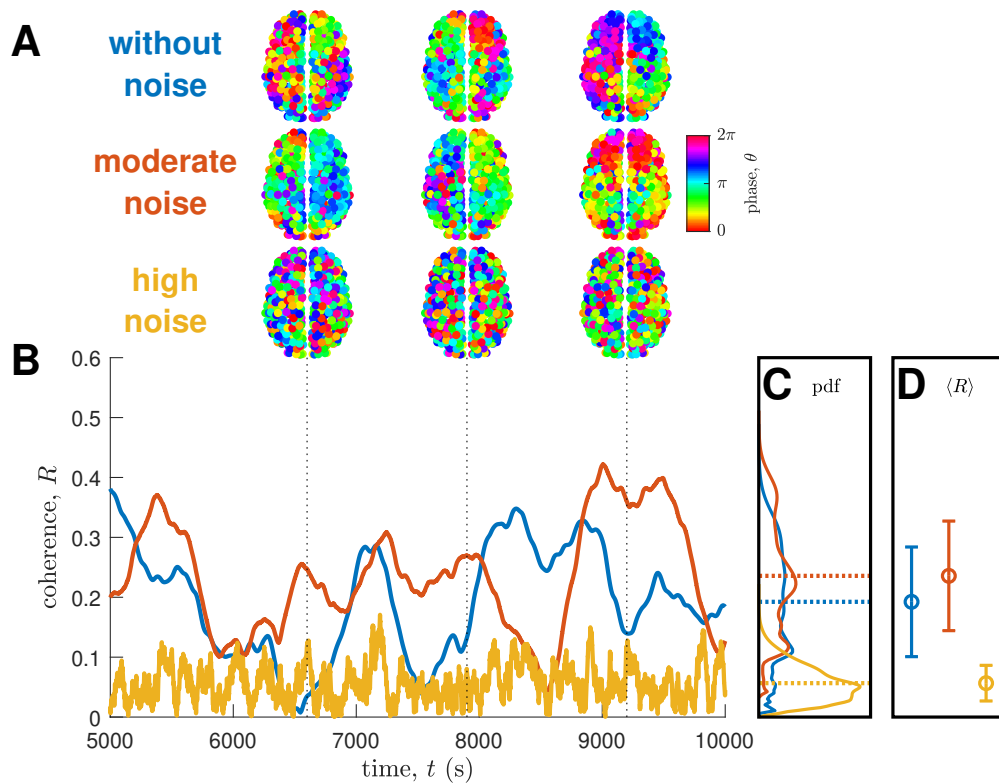 A
without
noise
moderate
noise
high
noise
2π
π
0
phase, θ
B
0.6
0.5
0.4
0.3
0.2
0.1
0
coherence, R
5000 6000 7000 8000 9000 10000
time, t (s)
C pdf
D ⟨R⟩